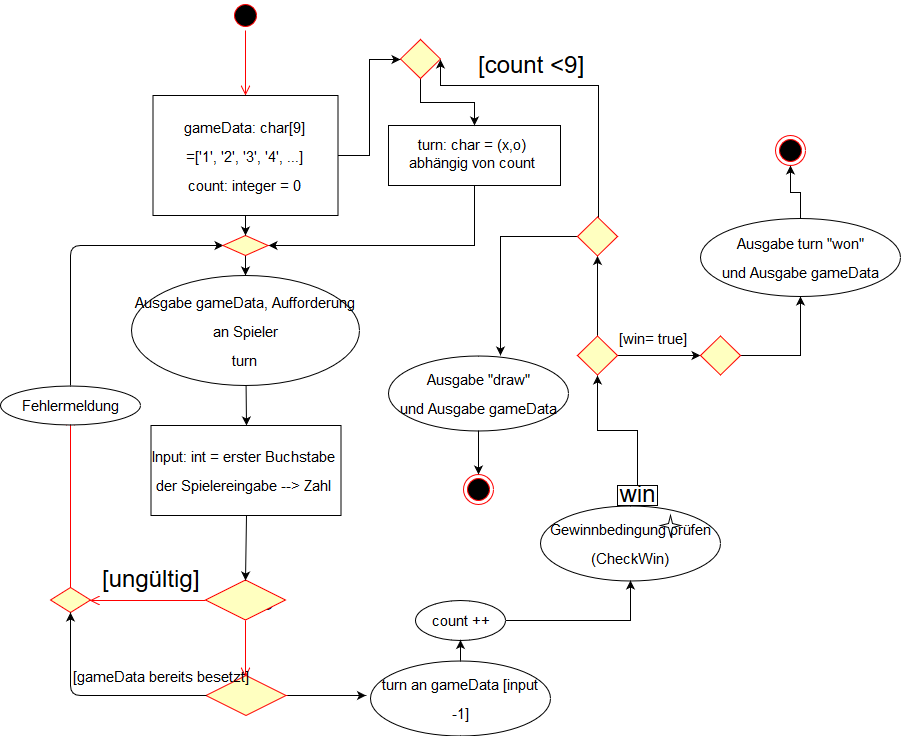 [count <9]
gameData: char[9]
=['1', '2', '3', '4', ...]
count: integer = 0
turn: char = (x,o)
abhängig von count
Ausgabe turn "won"
und Ausgabe gameData
Ausgabe gameData, Aufforderung
an Spieler
turn
[win= true]
Ausgabe "draw"
und Ausgabe gameData
Fehlermeldung
Input: int = erster Buchstabe
der Spielereingabe --> Zahl
win
Gewinnbedingung prüfen
(CheckWin)
[ungültig]
count ++
[gameData bereits besetzt]
turn an gameData [input
-1]